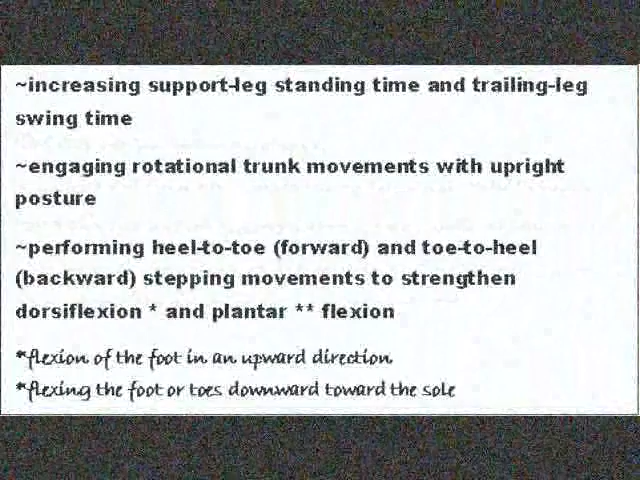 ~increasing support-leg standing time and trailing-leg
swing time
~engaging rotational trunk movements with upright
posture
~performing heel-to-toe (forward) and toe-to-heel
(backward) stepping movements to strengthen
dorsiflexion * and plantar ** flexion
*flexion of the foot in an upward direction
*flexing the foot or toes downward toward the sole